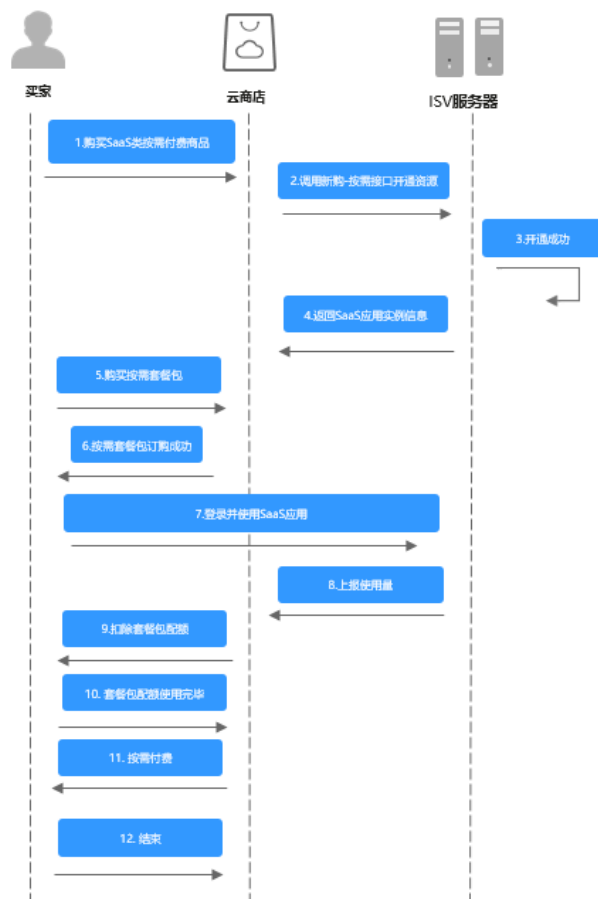 买家
云商店
ISV服务器
1.购买SaaS类按需付费商品
2.调用新购-按需接口开通资源
3.开通成功
4.返回SaaS应用实例信息
5.购买按需套餐包
6.按需套餐包订购成功
7.登录并使用SaaS应用
8.上报使用量
9.扣除套餐包配额
10. 套餐包配额使用完毕
11. 按需付费
12. 结束